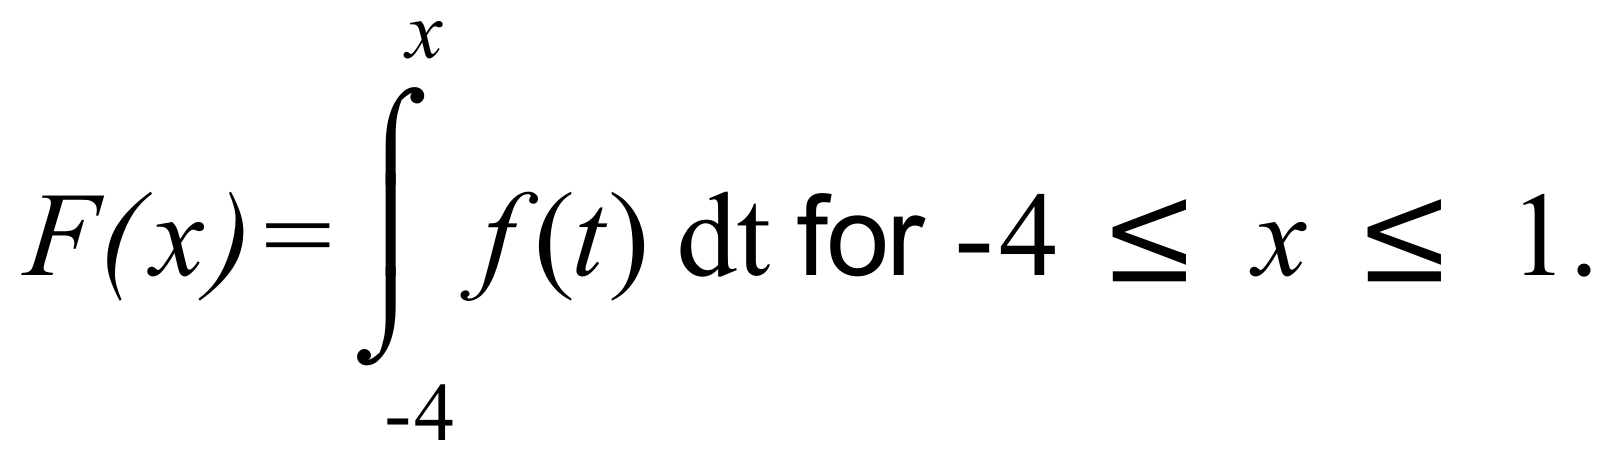 x
F(x)= ∫ f(t) dt for -4 ≤ x ≤ 1.
-4